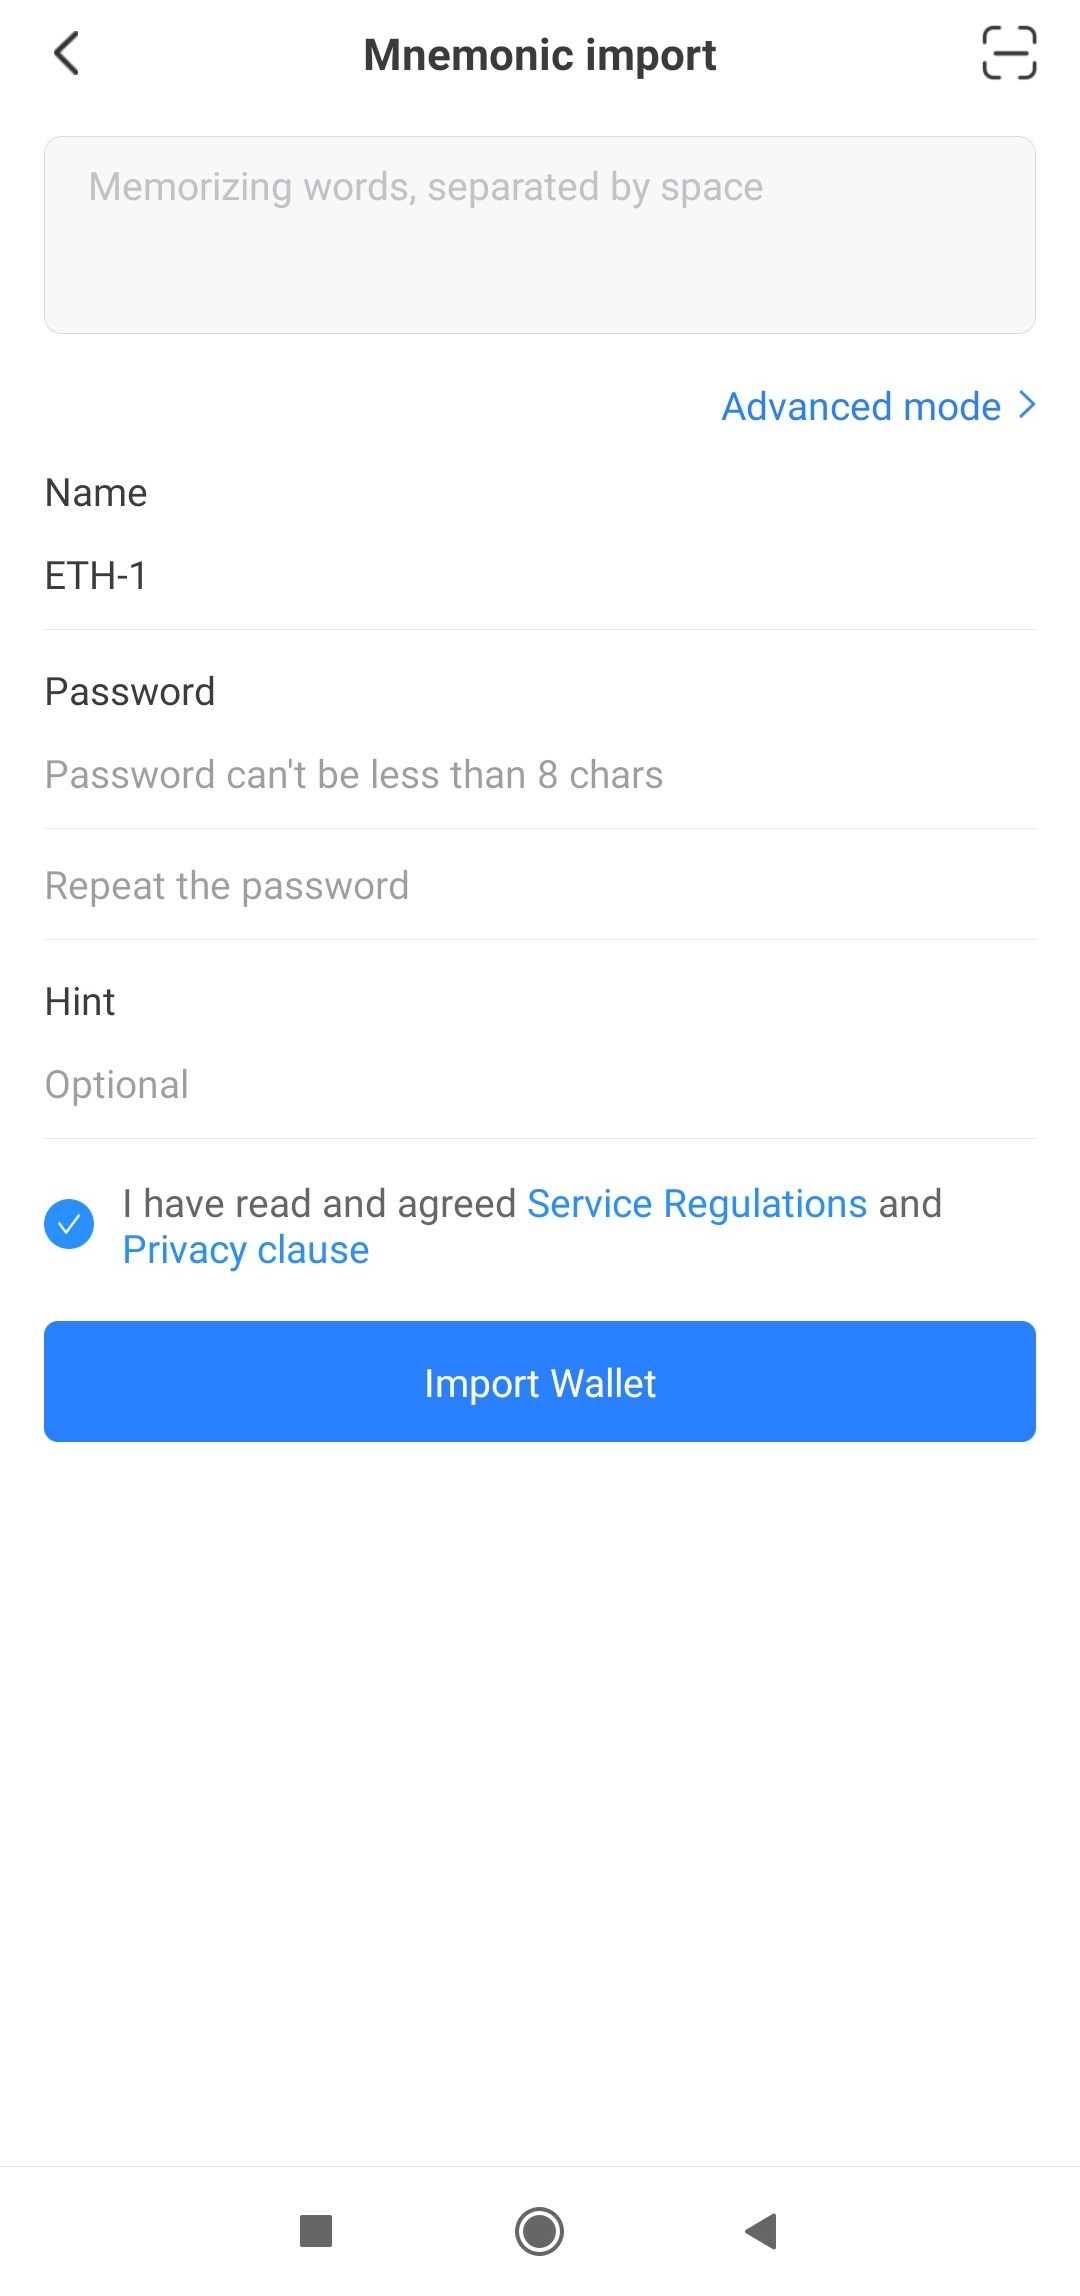 Mnemonic import
Memorizing words, separated by space
Advanced mode
Name
ETH-1
Password
Password can't be less than 8 chars
Repeat the password
Hint
Optional
I have read and agreed Service Regulations and
Privacy clause
Import Wallet